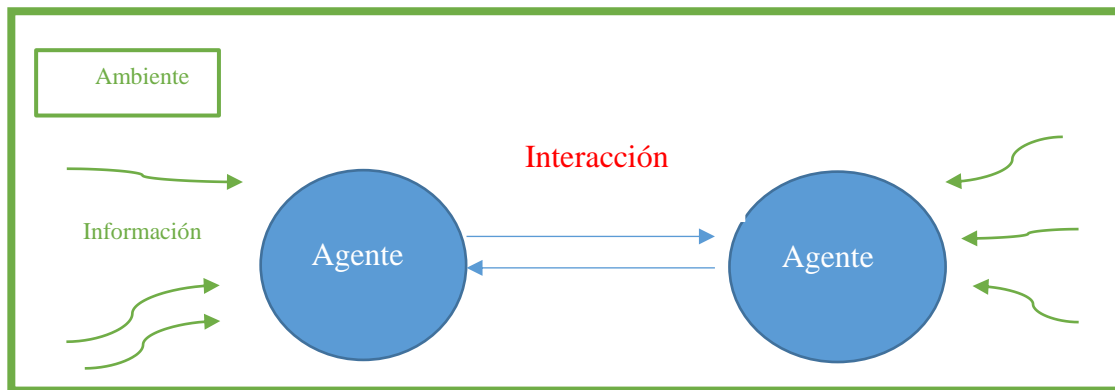 Ambiente
Interacción
Información
Agente
Agente